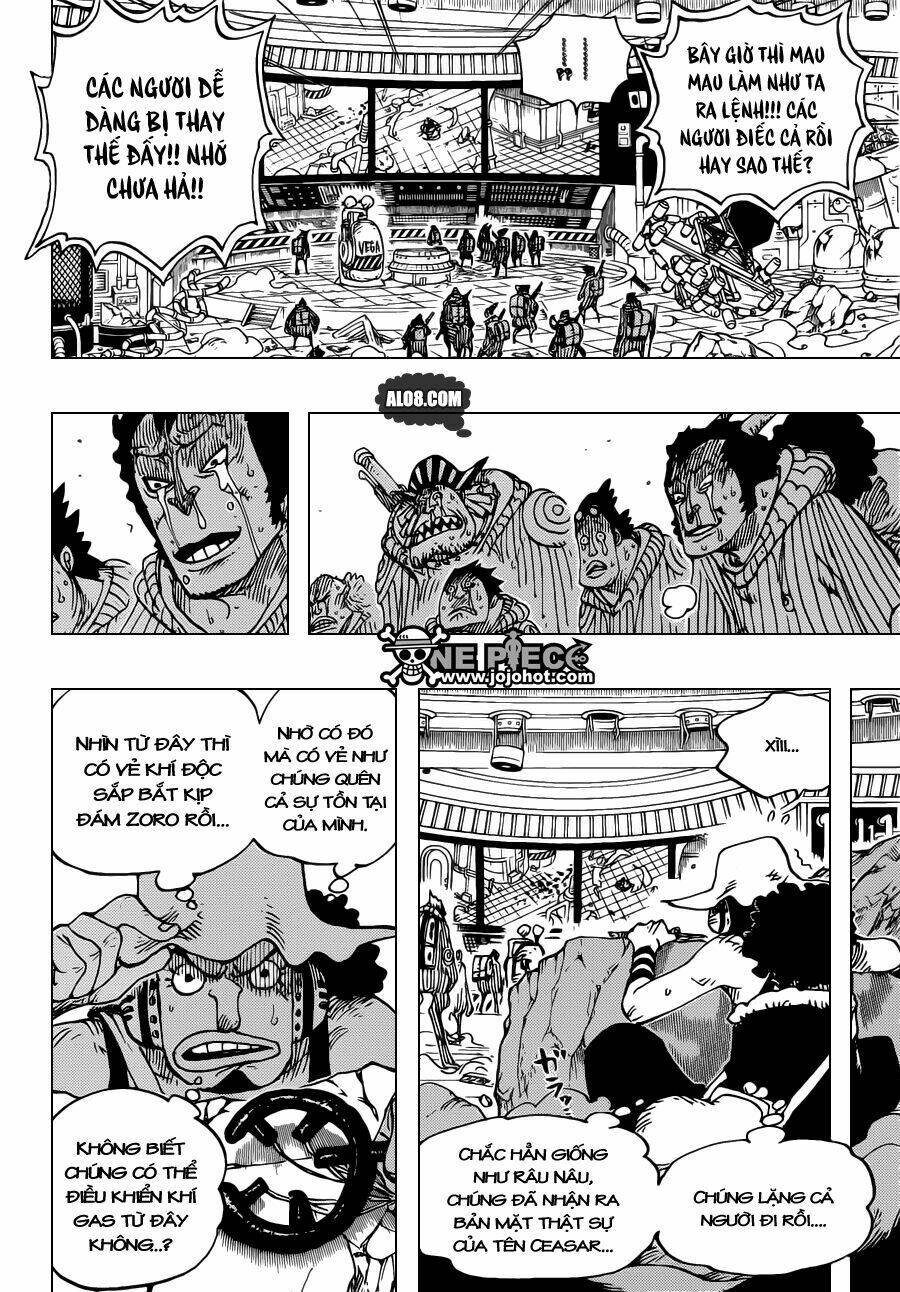 BÂY GIỜ THÌ MAU
MAU LÀM NHƯ TA
RA LỆNH!!! CÁC
NGƯƠI ĐIẾC CẢ RỒI
HAY SAO THẾ?
CÁC NGƯƠI DỄ
DÀNG BỊ THAY
THẾ ĐẤY!! NHỚ
CHƯA HẢ!!
VEGA
ALO8.COM
ONE PIECE
www.jojohot.com
XÌII...
CHÚNG LẶNG CẢ
NGƯỜI ĐI RỒI....
CHẮC HẲN GIỐNG
NHƯ RÂU NÂU,
CHÚNG ĐÃ NHẬN RA
BẢN MẶT THẬT SỰ
CỦA TÊN CEASAR...
NHỜ CÓ ĐÓ
MÀ CÓ VẺ NHƯ
CHÚNG QUÊN
CẢ SỰ TỒN TẠI
CỦA MÌNH.
NHÌN TỪ ĐÂY THÌ
CÓ VẺ KHÍ ĐỘC
SẮP BẮT KỊP
ĐÁM ZORO RỒI...
KHÔNG BIẾT
CHÚNG CÓ THỂ
ĐIỀU KHIỂN KHÍ
GAS TỪ ĐÂY
KHÔNG..?